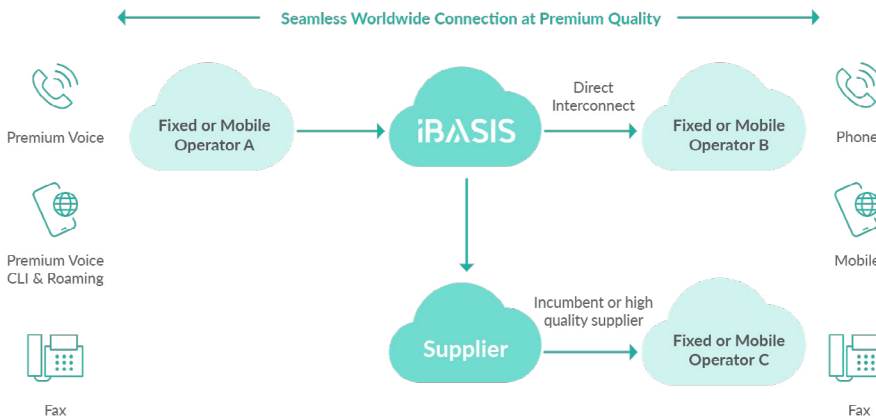 Seamless Worldwide Connection at Premium Quality
Premium Voice
Fixed or Mobile
Operator A
iBASIS
Direct
Interconnect
Fixed or Mobile
Operator B
Phone
Premium Voice
CLI & Roaming
Mobile
Supplier
Incumbent or high
quality supplier
Fixed or Mobile
Operator C
Fax
Fax